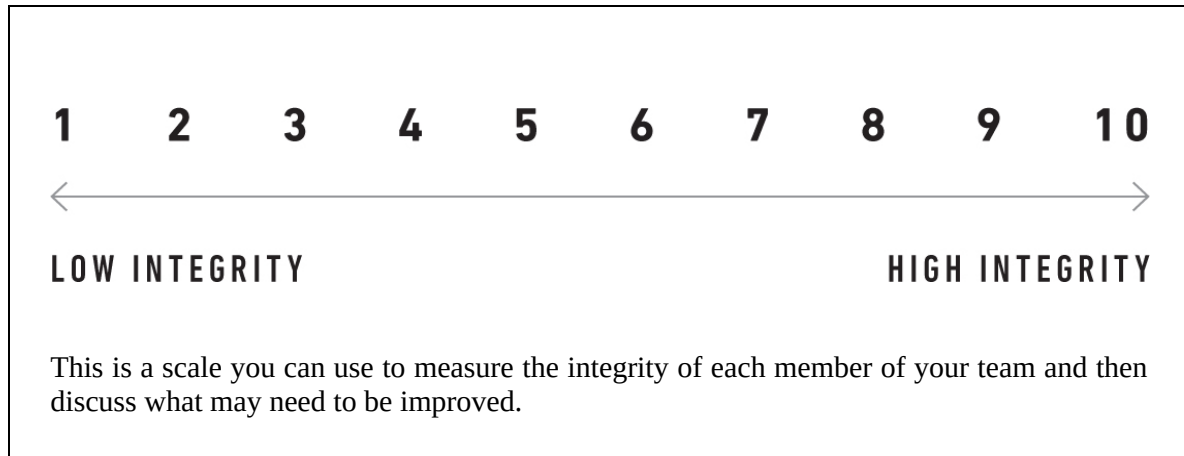 1 2 3 4 5 6 7 8 9 10
LOW INTEGRITY HIGH INTEGRITY
This is a scale you can use to measure the integrity of each member of your team and then
discuss what may need to be improved.